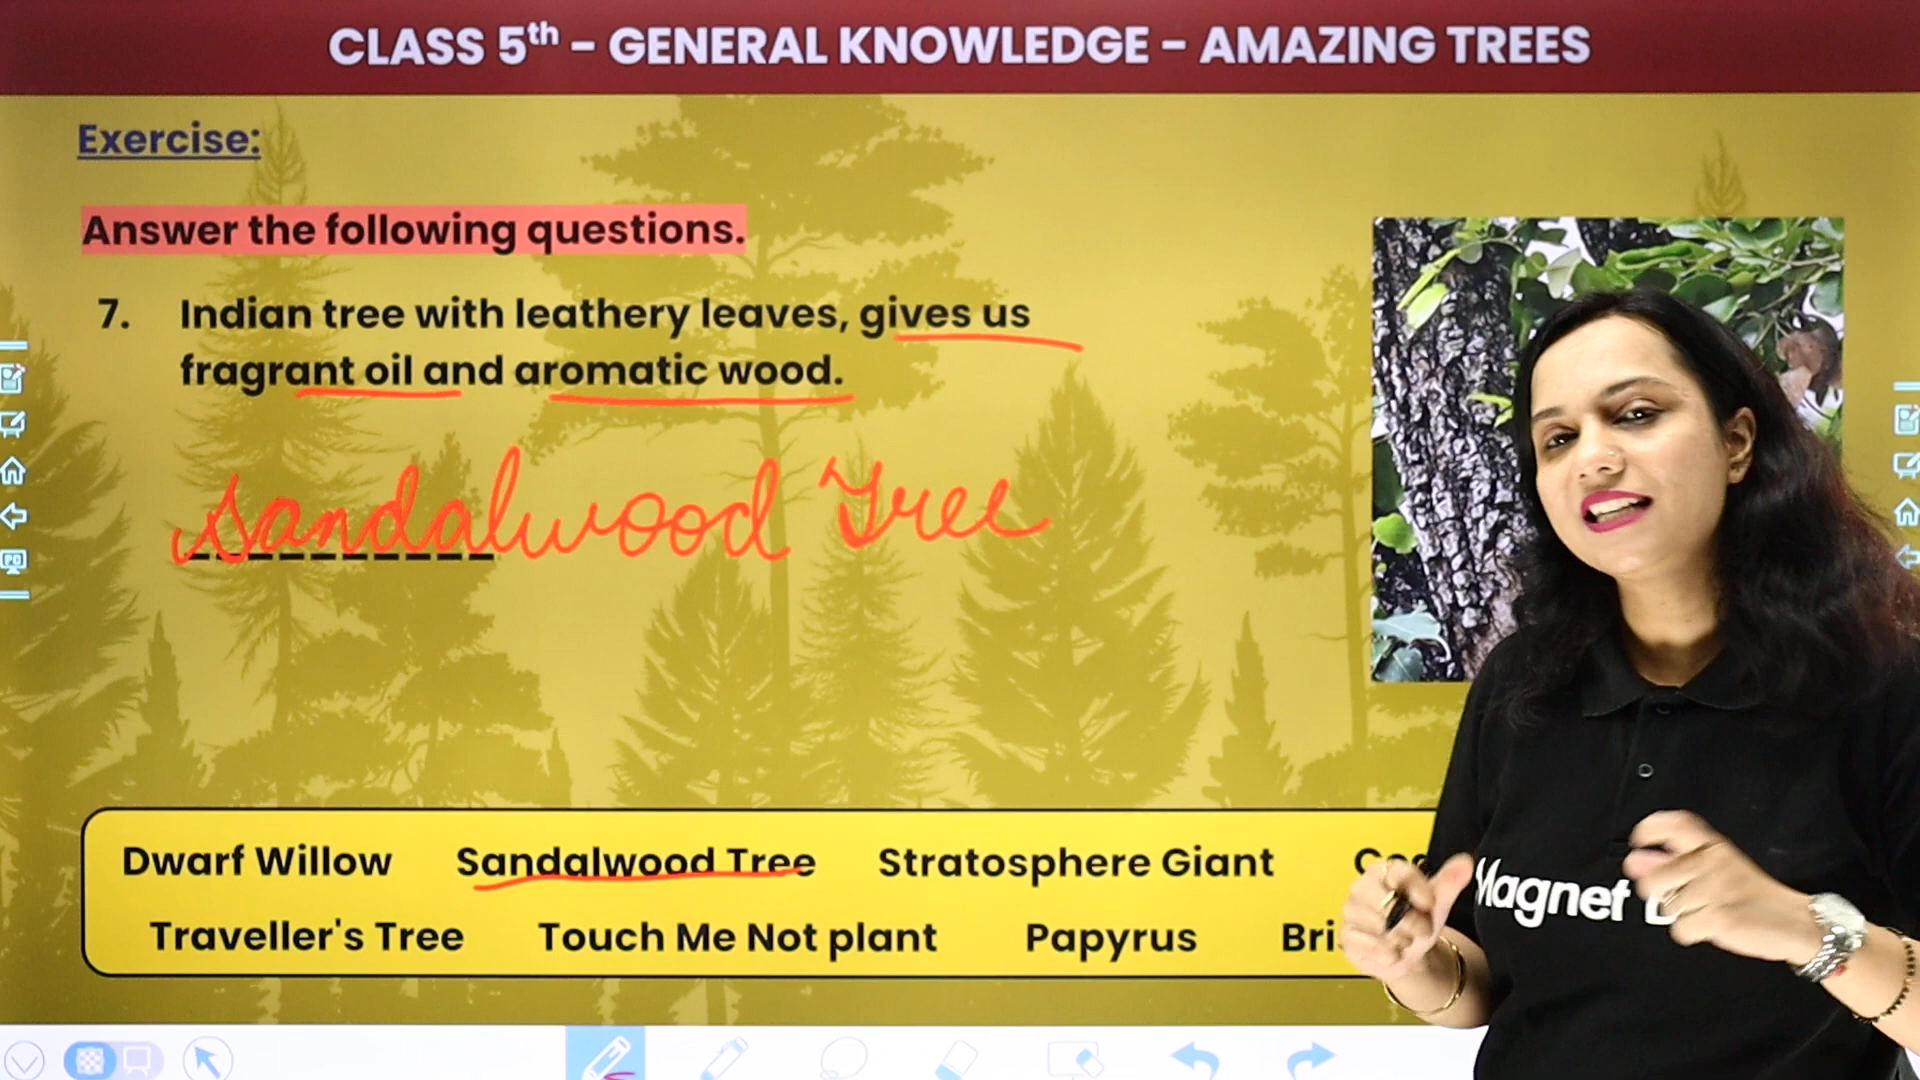 CLASS 5th - GENERAL KNOWLEDGE - AMAZING TREES
Exercise:
Answer the following questions.
7. Indian tree with leathery leaves, gives us
fragrant oil and aromatic wood.
Sandalwood Tree
Dwarf Willow Sandalwood Tree Stratosphere Giant
Traveller's Tree Touch Me Not plant Papyrus
Magnet